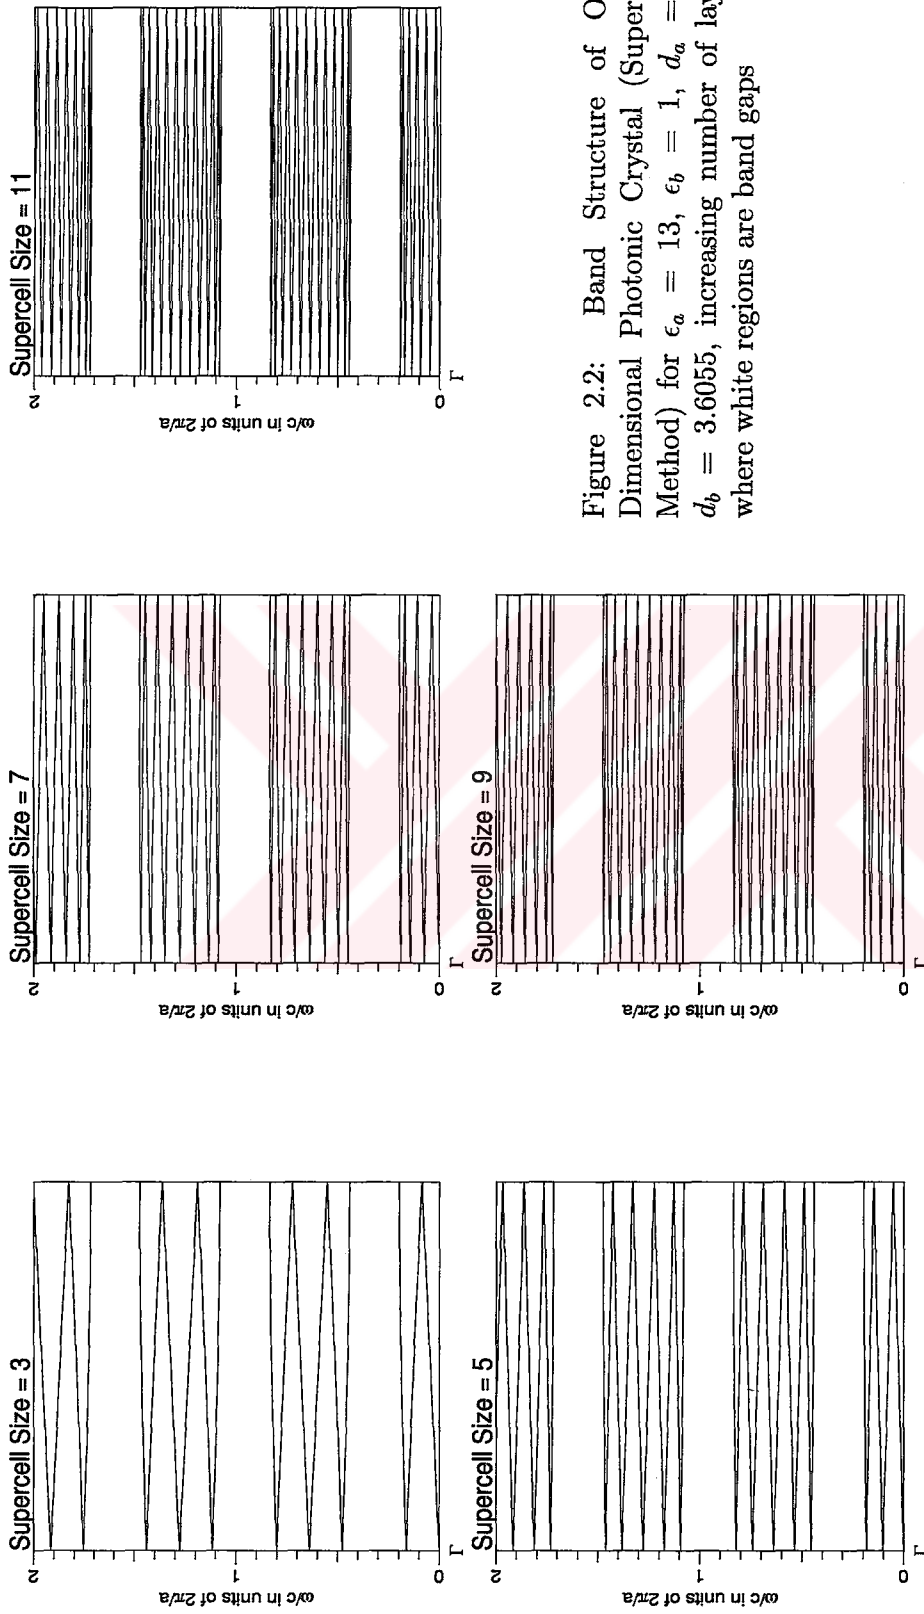 Supercell Size = 3
ω/c in units of 2π/a
2
1
0
Γ
Supercell Size = 7
ω/c in units of 2π/a
2
1
0
Γ
Supercell Size = 11
ω/c in units of 2π/a
2
1
0
Γ
Supercell Size = 5
ω/c in units of 2π/a
2
1
0
Γ
Supercell Size = 9
ω/c in units of 2π/a
2
1
0
Γ
Figure 2.2: Band Structure of
Dimensional Photonic Crystal (Super
Method) for ϵa = 13, ϵb = 1, da =
db = 3.6055, increasing number of
where white regions are band gaps